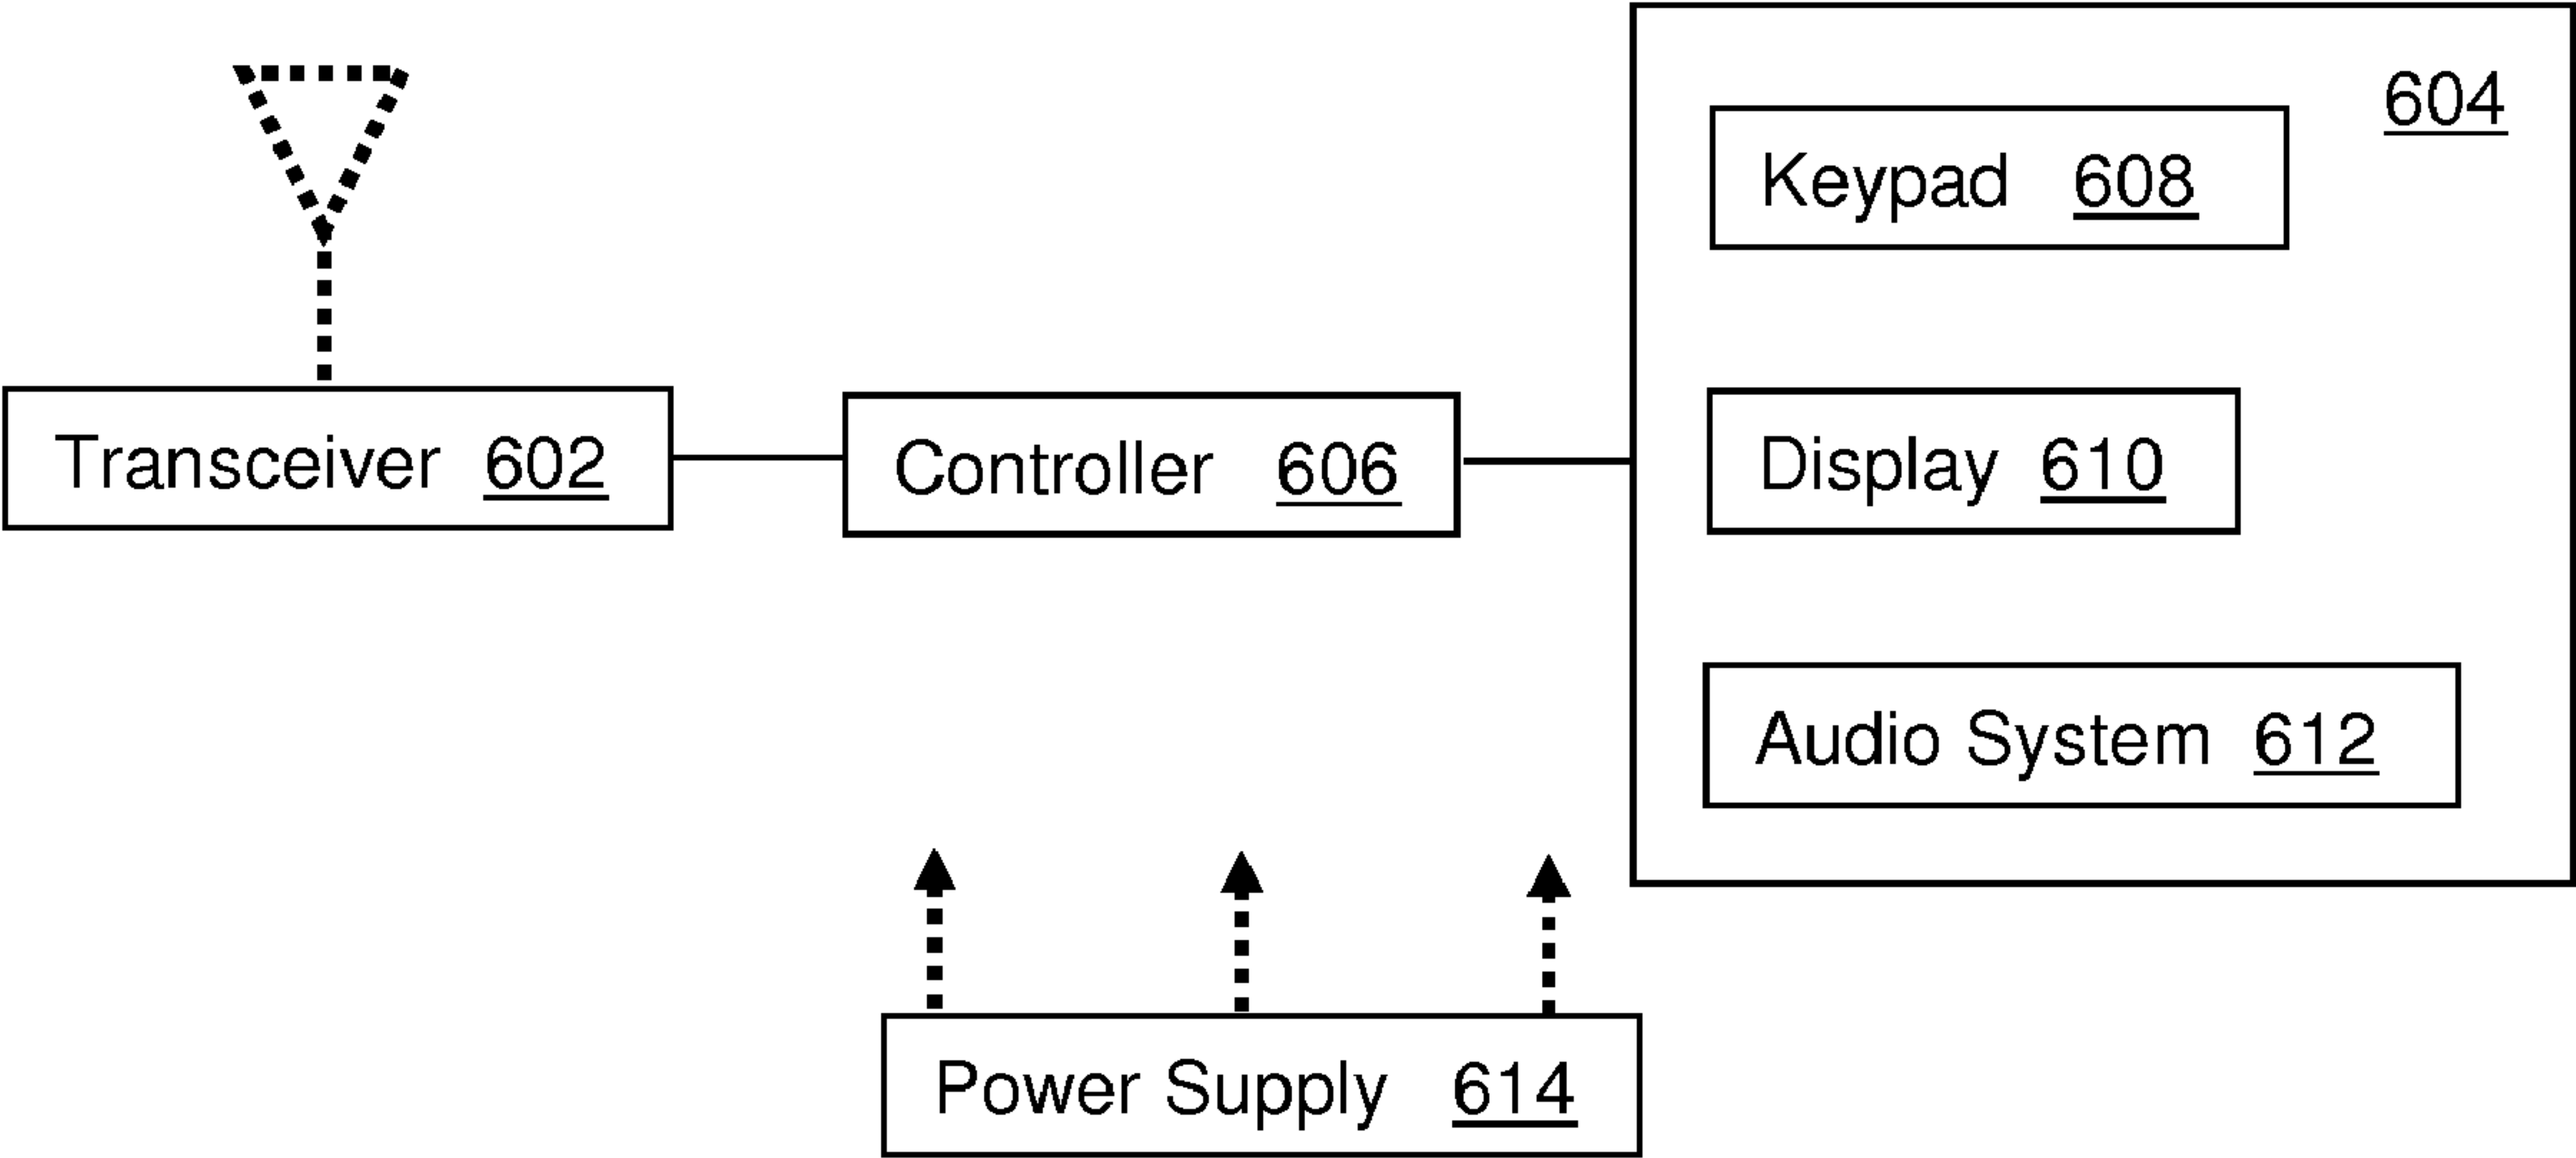 604
Keypad 608
Transceiver 602
Controller 606
Display 610
Audio System 612
Power Supply 614